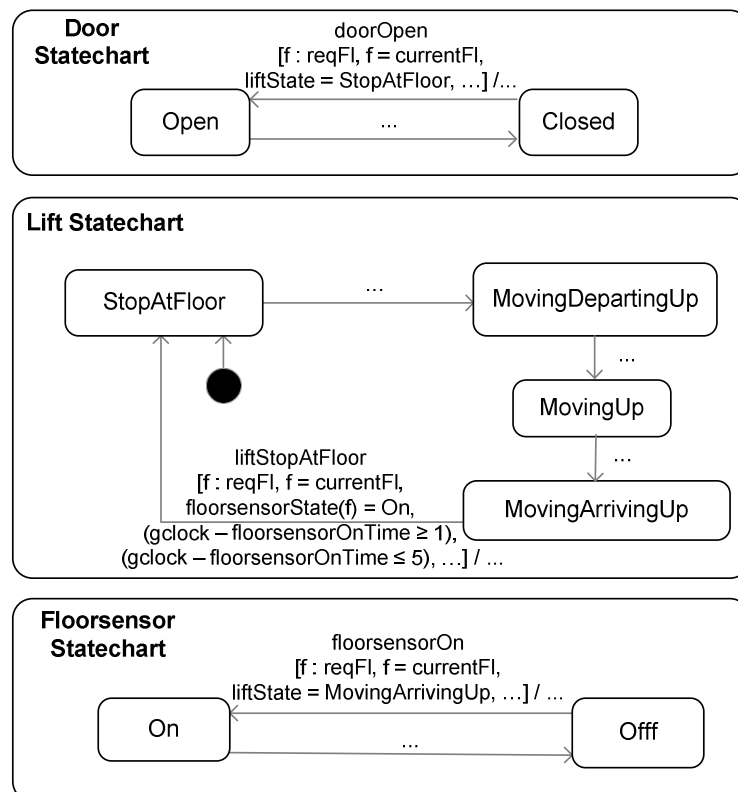 Door
Statechart
doorOpen
[f : reqFl, f = currentFl,
liftState = StopAtFloor, …] /...
Open
...
Closed
Lift Statechart
StopAtFloor
...
MovingDepartingUp
...
MovingUp
...
liftStopAtFloor
[f : reqFl, f = currentFl,
floorsensorState(f) = On,
(gclock – floorsensorOnTime ≥ 1),
(gclock – floorsensorOnTime ≤ 5), …] / ...
MovingArrivingUp
Floorsensor
Statechart
floorsensorOn
[f : reqFl, f = currentFl,
liftState = MovingArrivingUp, …] / ...
On
...
Offf